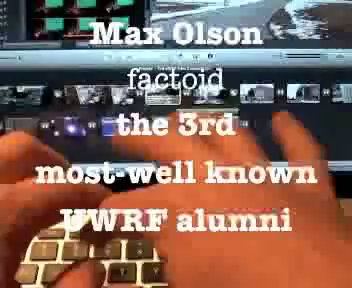 Max Olson
factoid
the 3rd
most-well known
UWRF alumni